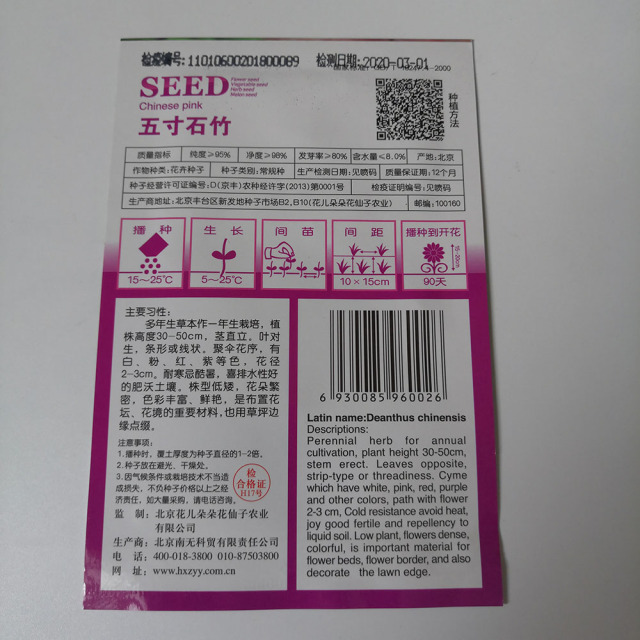 检疫编号:11010600201800089 检测日期:2020-03-01
SEED
Flower seed
Vegetable seed
Herb seed
Melon seed
Chinese pink
五寸石竹
种植方法
质量指标 纯度≥95% 净度≥98% 发芽率≥80% 含水量≤8.0% 产地:北京
作物种类:花卉种子 种子类别:常规种 生产检测日期:见喷码 质量保证期:12个月
种子经营许可证编号:D(京丰)农种经许字(2013)第0001号 检疫证明编号:见喷码
生产商地址:北京丰台区新发地种子市场B2,B10(花儿朵朵花仙子农业) 邮编:100160
播种 生长 间苗 间距 播种到开花
15-20cm
15~25℃ 5~25℃ 10×15cm 90天
主要习性:
多年生草本作一年生栽培,植
株高度30-50cm,茎直立。叶对
生,条形或线状。聚伞花序,有
白、粉、红、紫等色,花径
2-3cm。耐寒忌酷暑,喜排水性好
的肥沃土壤。株型低矮,花朵繁
密,色彩丰富、鲜艳,是布置花
坛、花境的重要材料,也用草坪边
缘点缀。
注意事项:
1.播种时,覆土厚度为种子直径的1-2倍。
2.种子放在避光、干燥处。
3.因气候条件或栽培技术不当造
成损失,不负种子价格以上之经
济责任,如大量采购,请电话咨询。
检
合格证
H17号
监 制:北京花儿朵朵花仙子农业
有限公司
生产商:北京南无科贸有限责任公司
电 话:400-018-3800 010-87503800
网 址:www.hxzyy.com.cn
6 930085 960026
Latin name:Deanthus chinensis
Descriptions:
Perennial herb for annual
cultivation, plant height 30-50cm,
stem erect. Leaves opposite,
strip-type or threadiness. Cyme
which have white, pink, red, purple
and other colors, path with flower
2-3 cm, Cold resistance avoid heat,
joy good fertile and repellency to
liquid soil. Low plant, flowers dense,
colorful, is important material for
flower beds, flower border, and also
decorate the lawn edge.